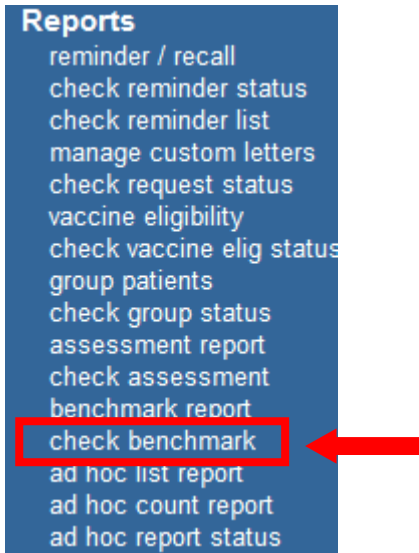 Reports
reminder / recall
check reminder status
check reminder list
manage custom letters
check request status
vaccine eligibility
check vaccine elig status
group patients
check group status
assessment report
check assessment
benchmark report
check benchmark
ad hoc list report
ad hoc count report
ad hoc report status